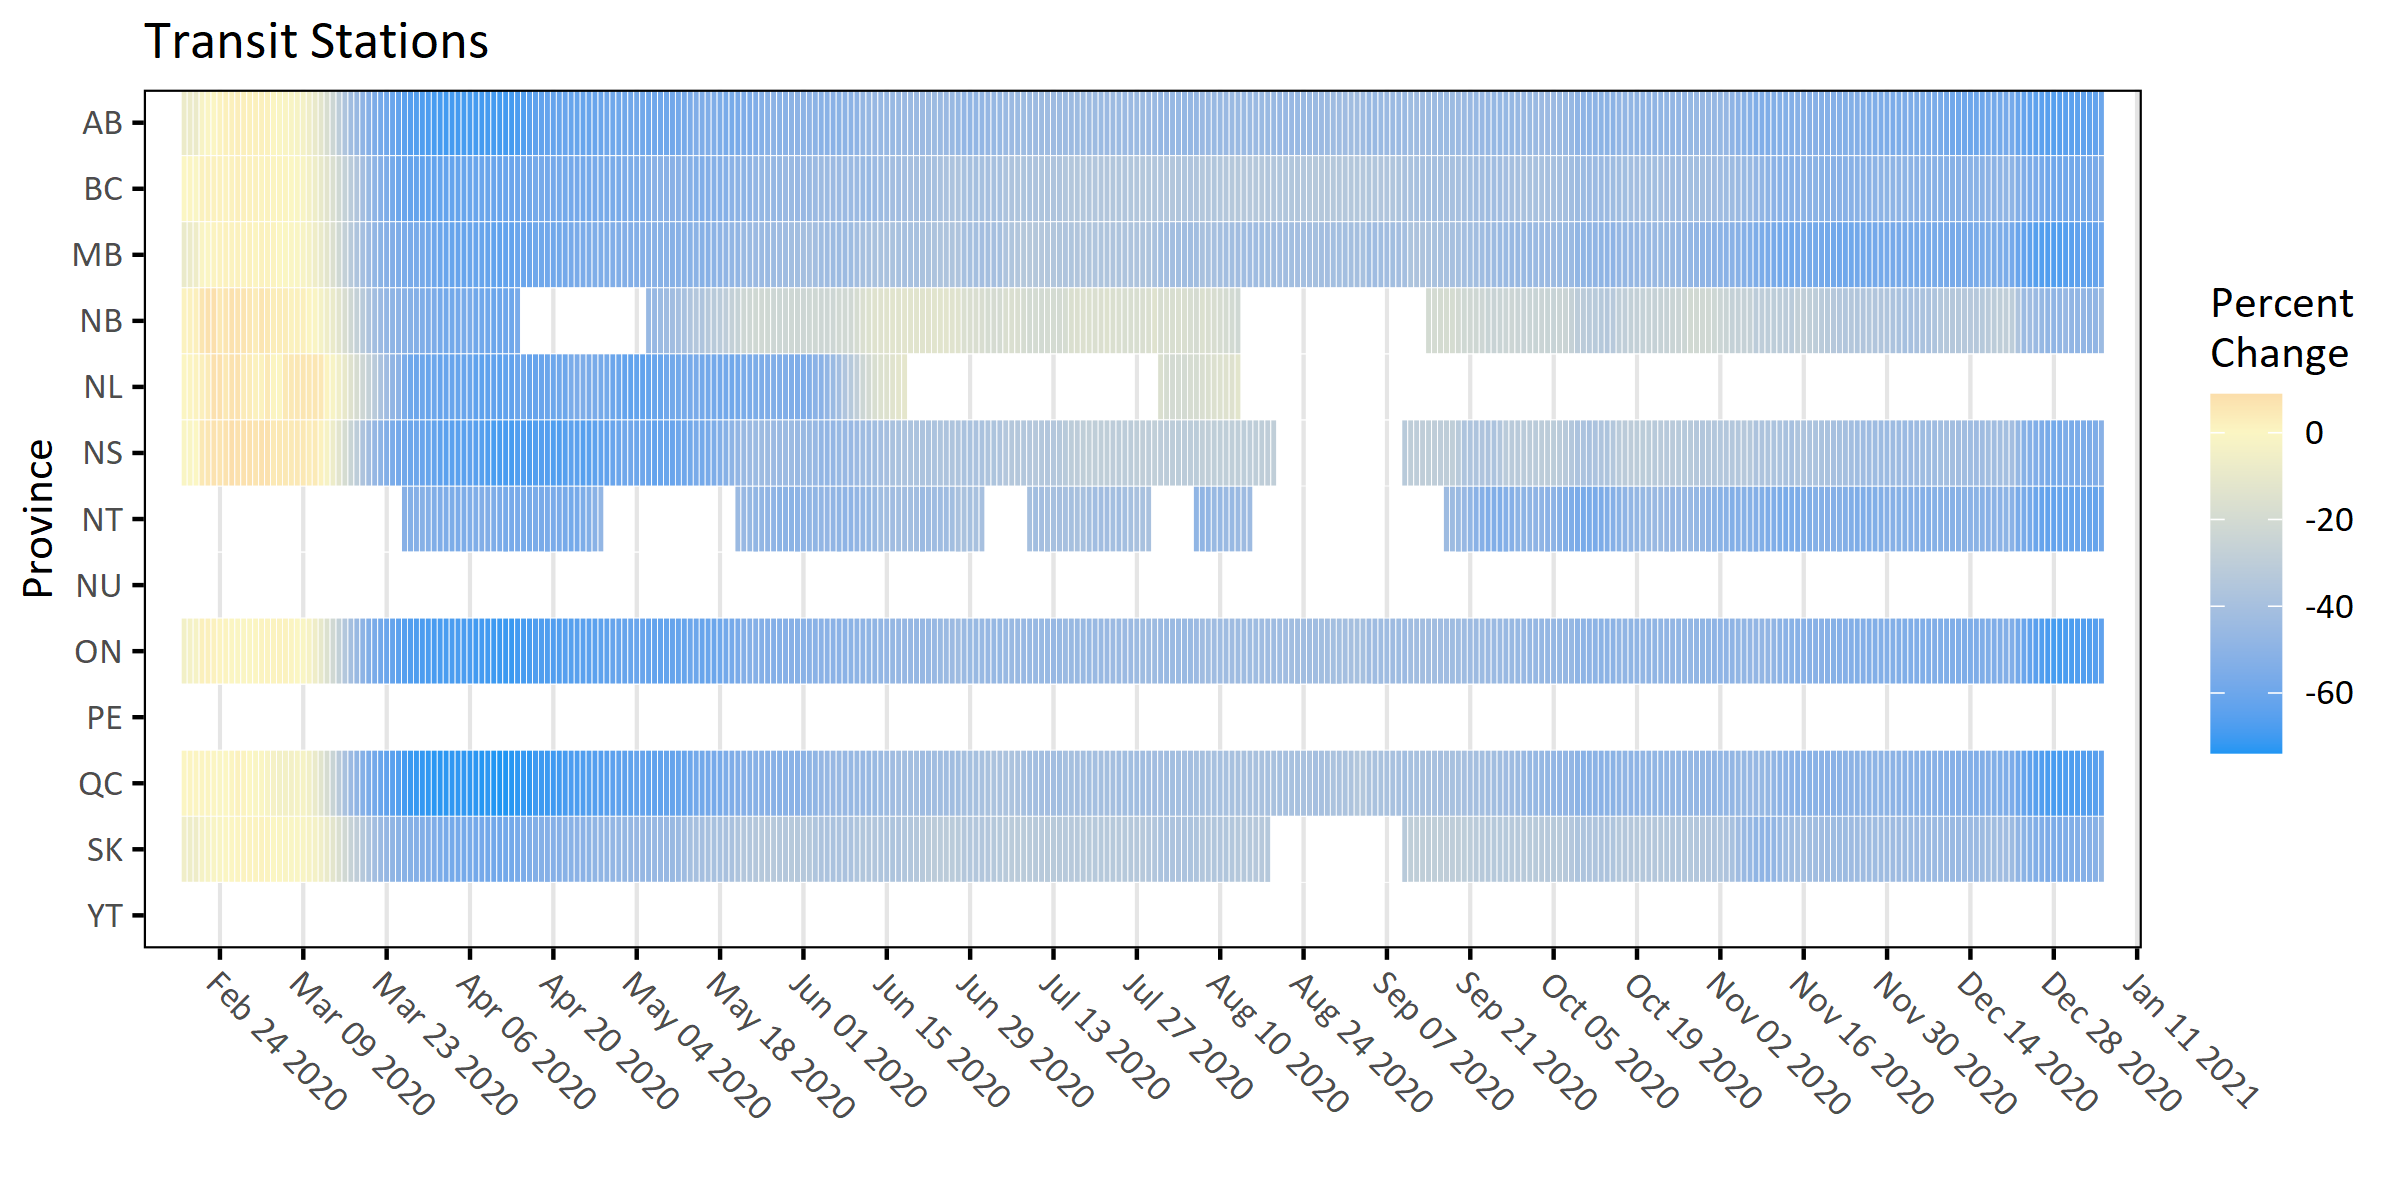 Transit Stations
Province
AB
BC
MB
NB
NL
NS
NT
NU
ON
PE
QC
SK
YT
Feb 24 2020
Mar 09 2020
Mar 23 2020
Apr 06 2020
Apr 20 2020
May 04 2020
May 18 2020
Jun 01 2020
Jun 15 2020
Jun 29 2020
Jul 13 2020
Jul 27 2020
Aug 10 2020
Aug 24 2020
Sep 07 2020
Sep 21 2020
Oct 05 2020
Oct 19 2020
Nov 02 2020
Nov 16 2020
Nov 30 2020
Dec 14 2020
Dec 28 2020
Jan 11 2021
Percent
Change
0
-20
-40
-60